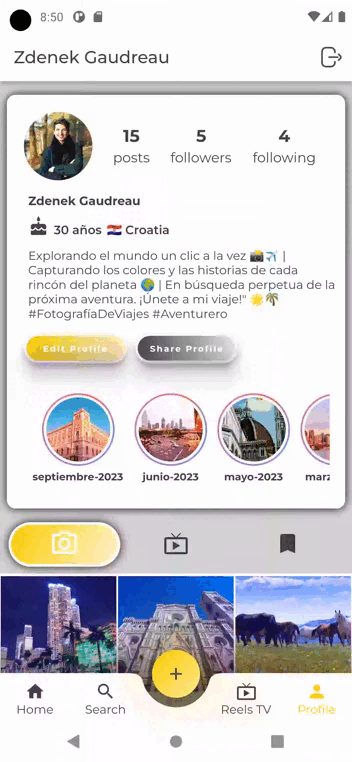 8:50
Zdenek Gaudreau
15 5 4
posts followers following
Zdenek Gaudreau
30 años 🇭🇷 Croatia
Explorando el mundo un clic a la vez 📸✈️ |
Capturando los colores y las historias de cada
rincón del planeta 🌍 | En búsqueda perpetua de la
próxima aventura. ¡Únete a mi viaje!" 🌟🌴
#FotografíaDeViajes #Aventurero
Edit Profile Share Profile
septiembre-2023 junio-2023 mayo-2023 marz
Home Search Reels TV Profile